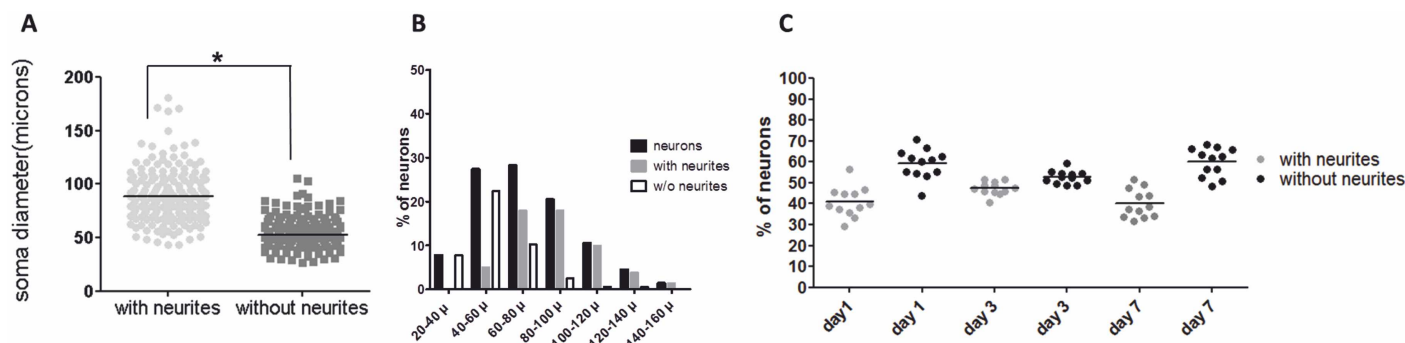 A
soma diameter(microns)
200
150
100
50
0
*
with neurites
without neurites
B
% of neurons
50
40
30
20
10
0
neurons
with neurites
w/o neurites
20-40 µ
40-60 µ
60-80 µ
80-100 µ
100-120 µ
120-140 µ
140-160 µ
C
% of neurons
100
90
80
70
60
50
40
30
20
10
0
with neurites
without neurites
day1
day 1
day 3
day 3
day 7
day 7